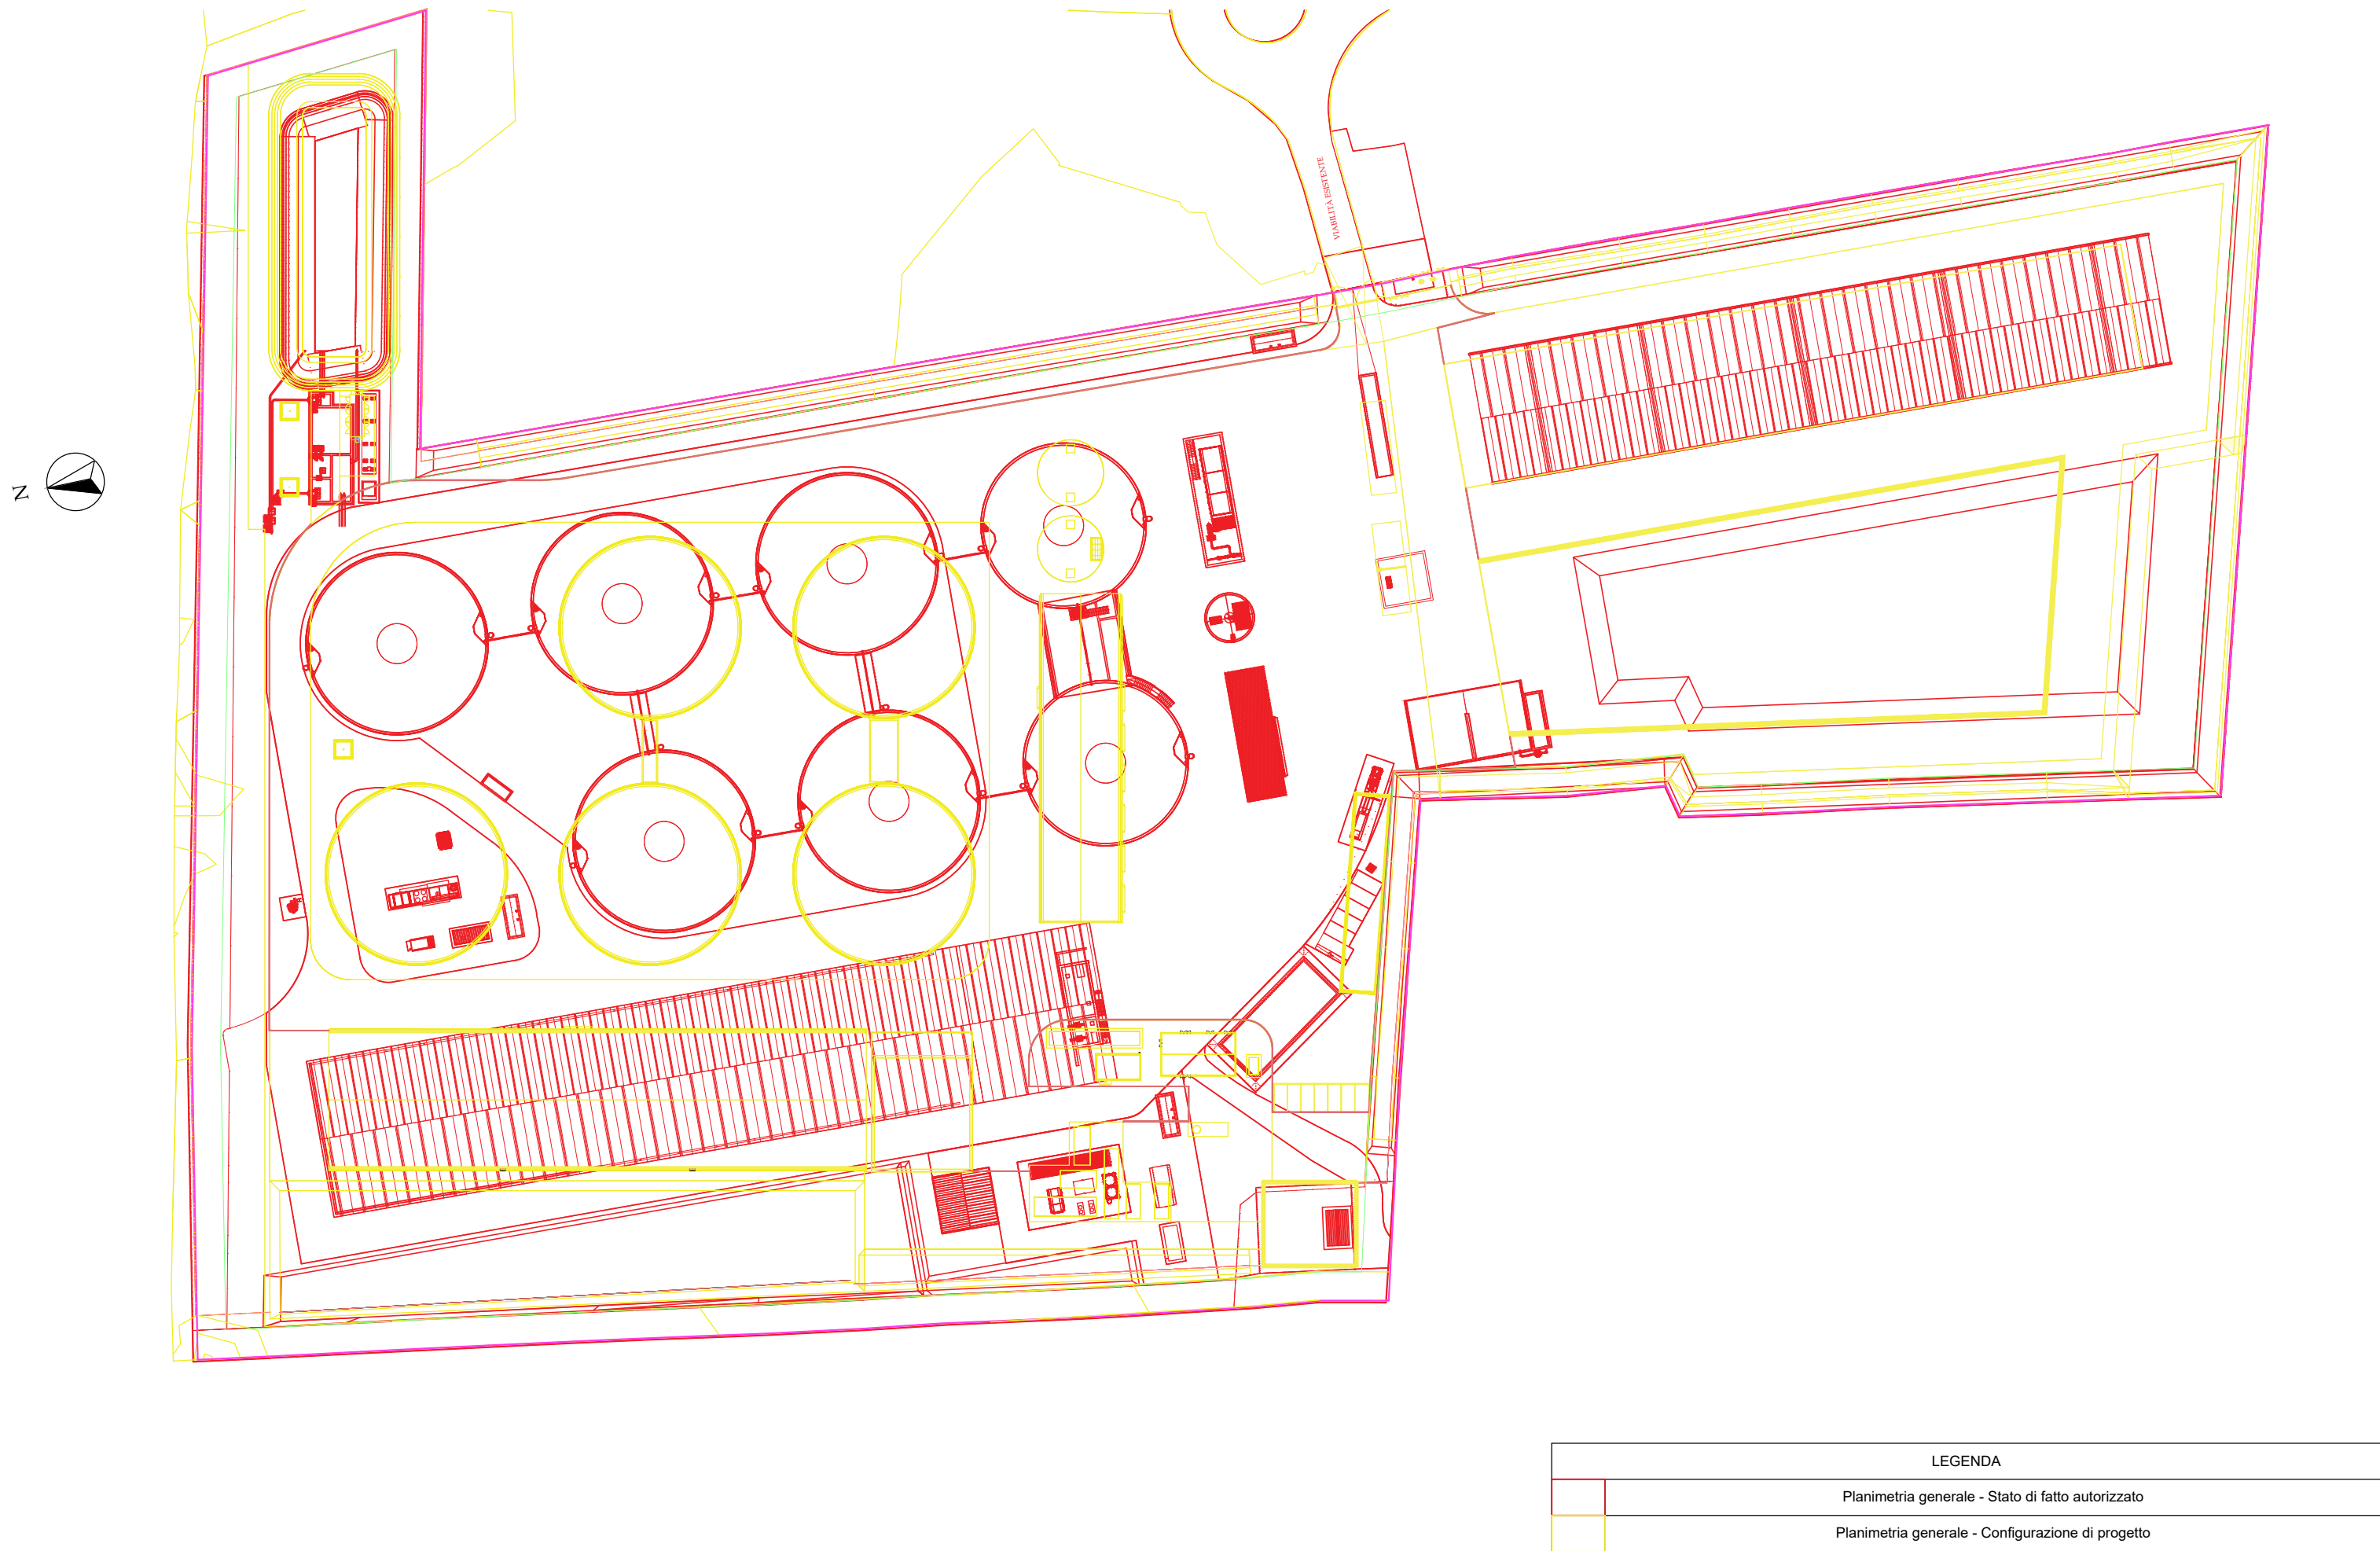 VIABILITÀ ESISTENTE
N
LEGENDA
Planimetria generale - Stato di fatto autorizzato
Planimetria generale - Configurazione di progetto